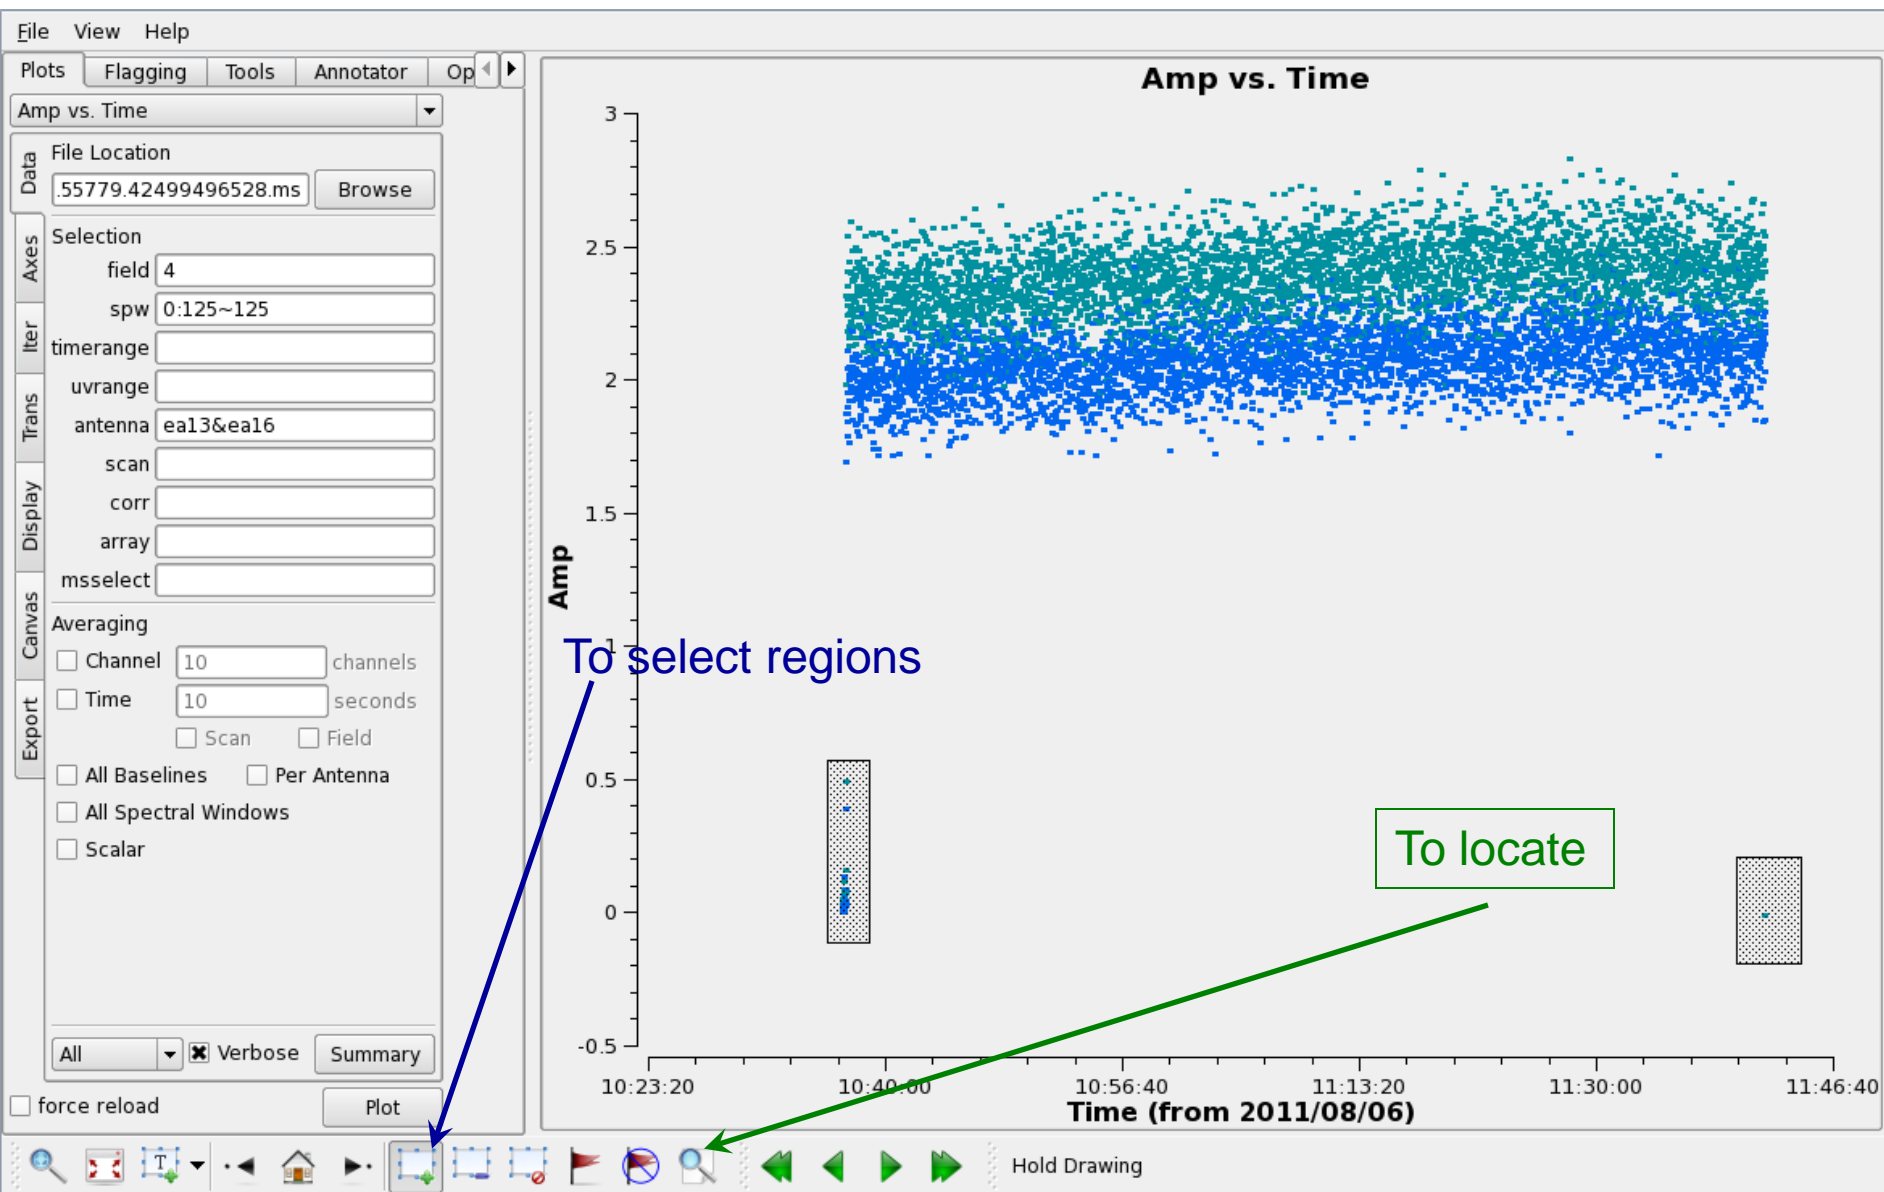 File View Help
Plots Flagging Tools Annotator Op
Amp vs. Time
Data
Axes
Iter
Trans
Display
Canvas
Export
File Location
.55779.42499496528.ms Browse
Selection
field 4
spw 0:125~125
timerange
uvrange
antenna ea13&ea16
scan
corr
array
msselect
Averaging
Channel 10 channels
Time 10 seconds
Scan Field
All Baselines Per Antenna
All Spectral Windows
Scalar
All Verbose Summary
force reload Plot
Amp vs. Time
3
2.5
2
1.5
1
0.5
0
-0.5
Amp
To select regions
To locate
10:23:20 10:40:00 10:56:40 11:13:20 11:30:00 11:46:40
Time (from 2011/08/06)
T
Hold Drawing